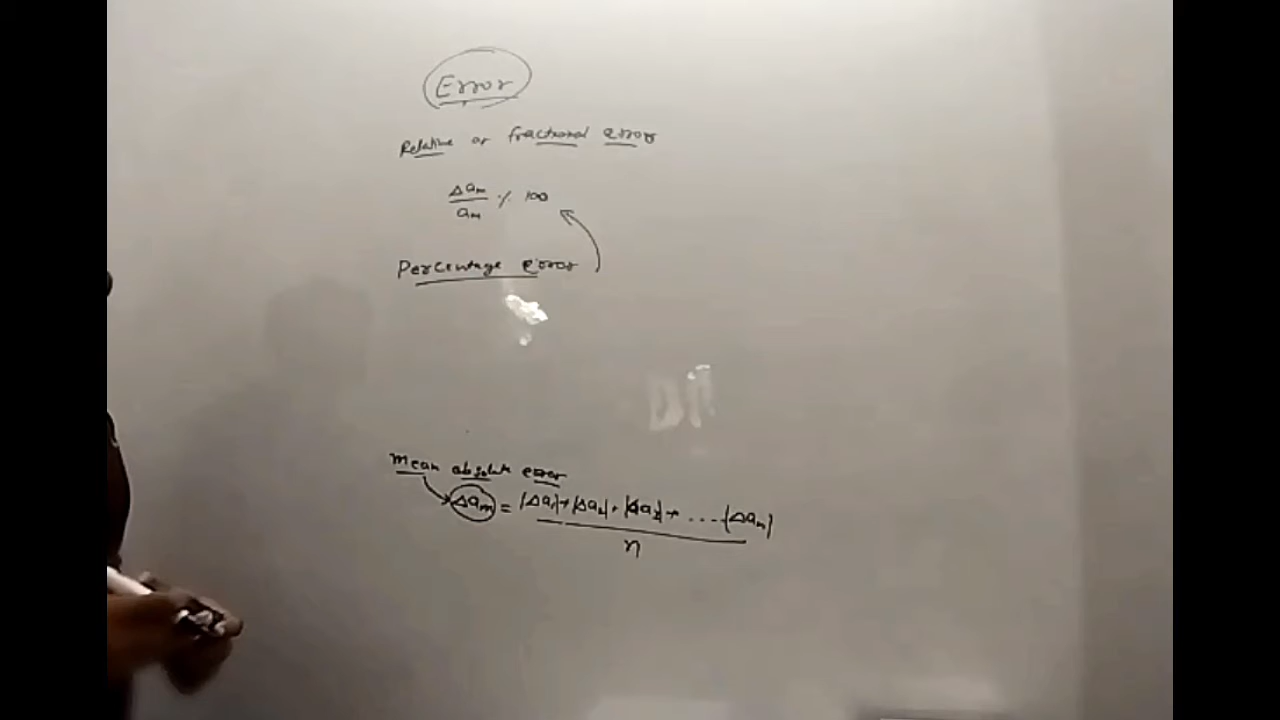 Error
Relative or fractional error
Δam/am % 100
Percentage error
mean absolute error
Δam = |Δa1|+|Δa2|+|Δa3|+ ...|Δan|
n